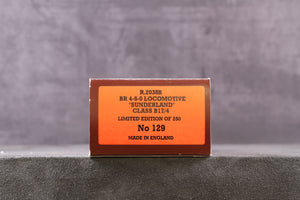 R.2038B
BR 4-6-0 LOCOMOTIVE
'SUNDERLAND'
CLASS B17/4
LIMITED EDITION OF 250
No 129
MADE IN ENGLAND